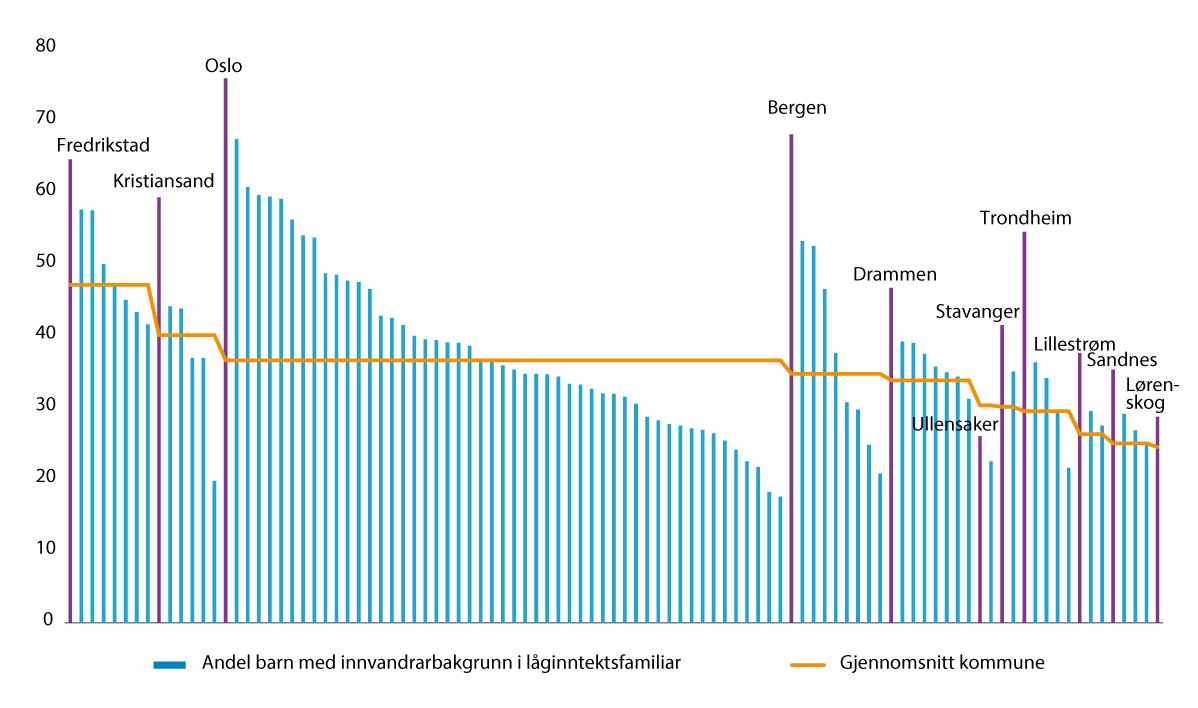 80
Oslo
70
Bergen
Fredrikstad
60
Kristiansand
Trondheim
50
Drammen
Stavanger
40
Lillestrøm
Sandnes
Løren-
skog
30
Ullensaker
20
10
0
Andel barn med innvandrarbakgrunn i låginntektsfamiliar
Gjennomsnitt kommune